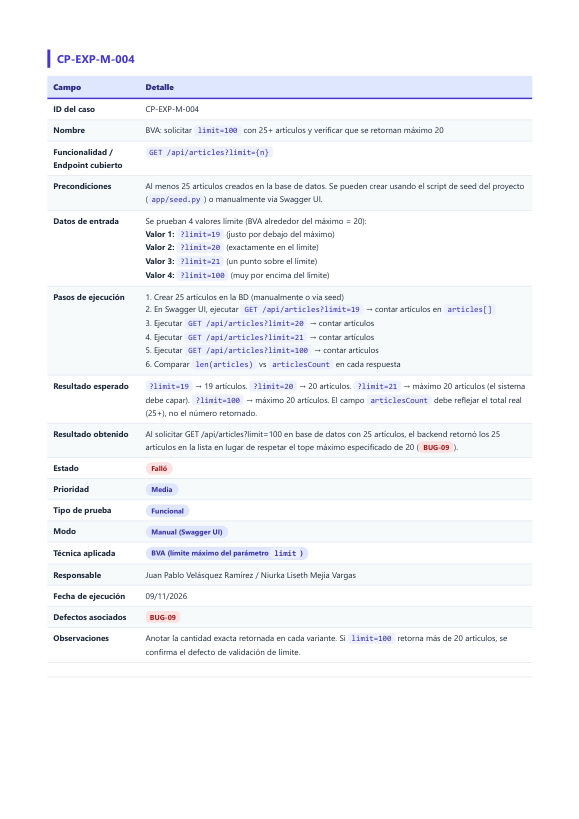 CP-EXP-M-004
Campo Detalle
ID del caso CP-EXP-M-004
Nombre BVA: solicitar limit=100 con 25+ artículos y verificar que se retornan máximo 20
Funcionalidad / GET /api/articles?limit={n}
Endpoint cubierto
Precondiciones Al menos 25 artículos creados en la base de datos. Se pueden crear usando el script de seed del proyecto
( app/seed.py ) o manualmente via Swagger UI.
Datos de entrada Se prueban 4 valores límite (BVA alrededor del máximo = 20):
Valor 1: ?limit=19 (justo por debajo del máximo)
Valor 2: ?limit=20 (exactamente en el límite)
Valor 3: ?limit=21 (un punto sobre el límite)
Valor 4: ?limit=100 (muy por encima del límite)
Pasos de ejecución 1. Crear 25 artículos en la BD (manualmente o via seed)
2. En Swagger UI, ejecutar GET /api/articles?limit=19 → contar artículos en articles[]
3. Ejecutar GET /api/articles?limit=20 → contar artículos
4. Ejecutar GET /api/articles?limit=21 → contar artículos
5. Ejecutar GET /api/articles?limit=100 → contar artículos
6. Comparar len(articles) vs articlesCount en cada respuesta
Resultado esperado ?limit=19 → 19 artículos. ?limit=20 → 20 artículos. ?limit=21 → máximo 20 artículos (el sistema
debe capar). ?limit=100 → máximo 20 artículos. El campo articlesCount debe reflejar el total real
(25+), no el número retornado.
Resultado obtenido Al solicitar GET /api/articles?limit=100 en base de datos con 25 artículos, el backend retornó los 25
artículos en la lista en lugar de respetar el tope máximo especificado de 20 ( BUG-09 ).
Estado Falló
Prioridad Media
Tipo de prueba Funcional
Modo Manual (Swagger UI)
Técnica aplicada BVA (límite máximo del parámetro limit )
Responsable Juan Pablo Velásquez Ramírez / Niurka Liseth Mejía Vargas
Fecha de ejecución 09/11/2026
Defectos asociados BUG-09
Observaciones Anotar la cantidad exacta retornada en cada variante. Si limit=100 retorna más de 20 artículos, se
confirma el defecto de validación de límite.